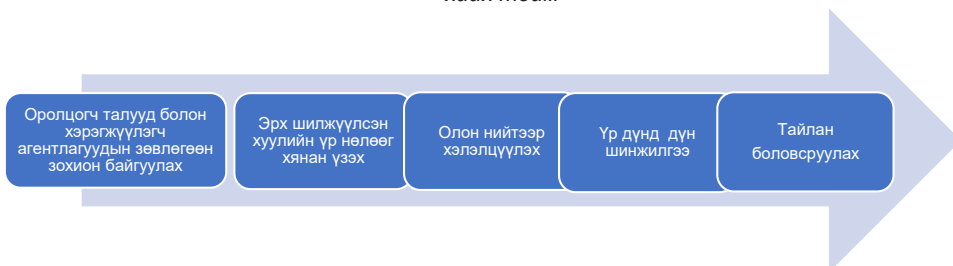 Оролцогч талууд болон
хэрэгжүүлэгч
агентлагуудын зөвлөгөөн
зохион байгуулах
Эрх шилжүүлсэн
хуулийн үр нөлөөг
хянан үзэх
Олон нийтээр
хэлэлцүүлэх
Үр дүнд дүн
шинжилгээ
Тайлан
боловсруулах